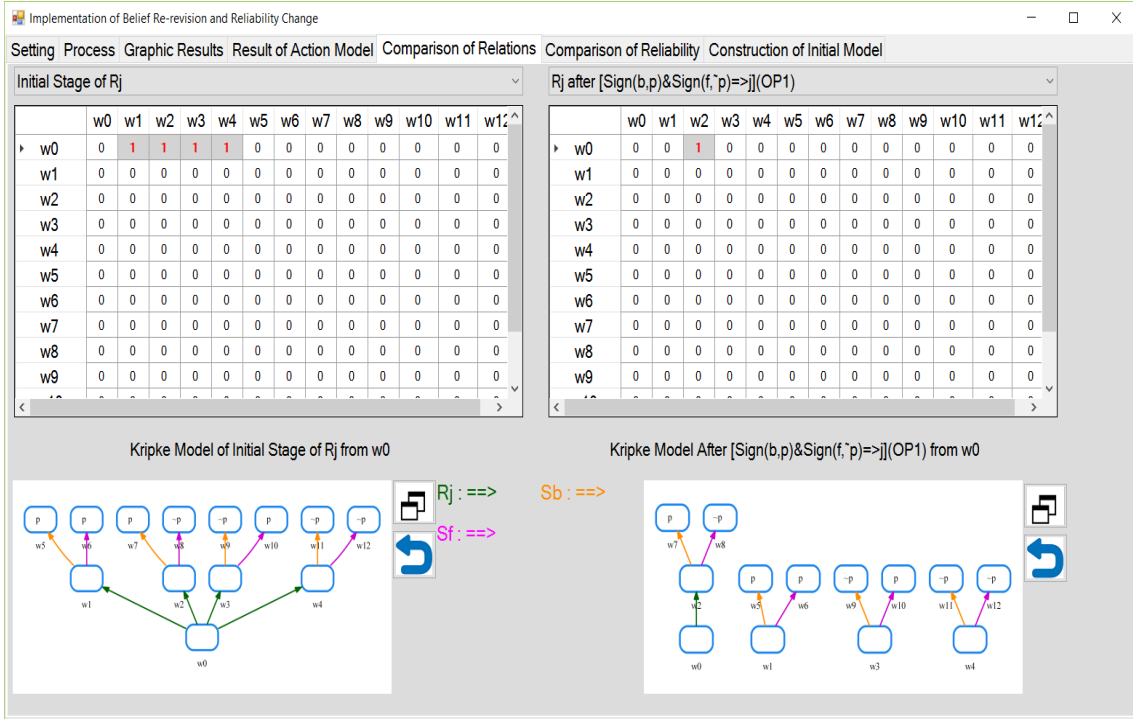 Implementation of Belief Re-revision and Reliability Change
Setting Process Graphic Results Result of Action Model Comparison of Relations Comparison of Reliability Construction of Initial Model
Initial Stage of Rj
w0 w1 w2 w3 w4 w5 w6 w7 w8 w9 w10 w11 w12
w0 0 1 1 1 1 0 0 0 0 0 0 0 0
w1 0 0 0 0 0 0 0 0 0 0 0 0 0
w2 0 0 0 0 0 0 0 0 0 0 0 0 0
w3 0 0 0 0 0 0 0 0 0 0 0 0 0
w4 0 0 0 0 0 0 0 0 0 0 0 0 0
w5 0 0 0 0 0 0 0 0 0 0 0 0 0
w6 0 0 0 0 0 0 0 0 0 0 0 0 0
w7 0 0 0 0 0 0 0 0 0 0 0 0 0
w8 0 0 0 0 0 0 0 0 0 0 0 0 0
w9 0 0 0 0 0 0 0 0 0 0 0 0 0
Rj after [Sign(b,p)&Sign(f,~p)=>j](OP1)
w0 w1 w2 w3 w4 w5 w6 w7 w8 w9 w10 w11 w12
w0 0 0 1 0 0 0 0 0 0 0 0 0 0
w1 0 0 0 0 0 0 0 0 0 0 0 0 0
w2 0 0 0 0 0 0 0 0 0 0 0 0 0
w3 0 0 0 0 0 0 0 0 0 0 0 0 0
w4 0 0 0 0 0 0 0 0 0 0 0 0 0
w5 0 0 0 0 0 0 0 0 0 0 0 0 0
w6 0 0 0 0 0 0 0 0 0 0 0 0 0
w7 0 0 0 0 0 0 0 0 0 0 0 0 0
w8 0 0 0 0 0 0 0 0 0 0 0 0 0
w9 0 0 0 0 0 0 0 0 0 0 0 0 0
Kripke Model of Initial Stage of Rj from w0
p p p ~p ~p p ~p ~p
w5 w6 w7 w8 w9 w10 w11 w12
w1 w2 w3 w4
w0
Rj : ==> Sb : ==>
Sf : ==>
Kripke Model After [Sign(b,p)&Sign(f,~p)=>j](OP1) from w0
p ~p
w7 w8
p p ~p p ~p ~p
w2 w5 w6 w9 w10 w11 w12
w0 w1 w3 w4